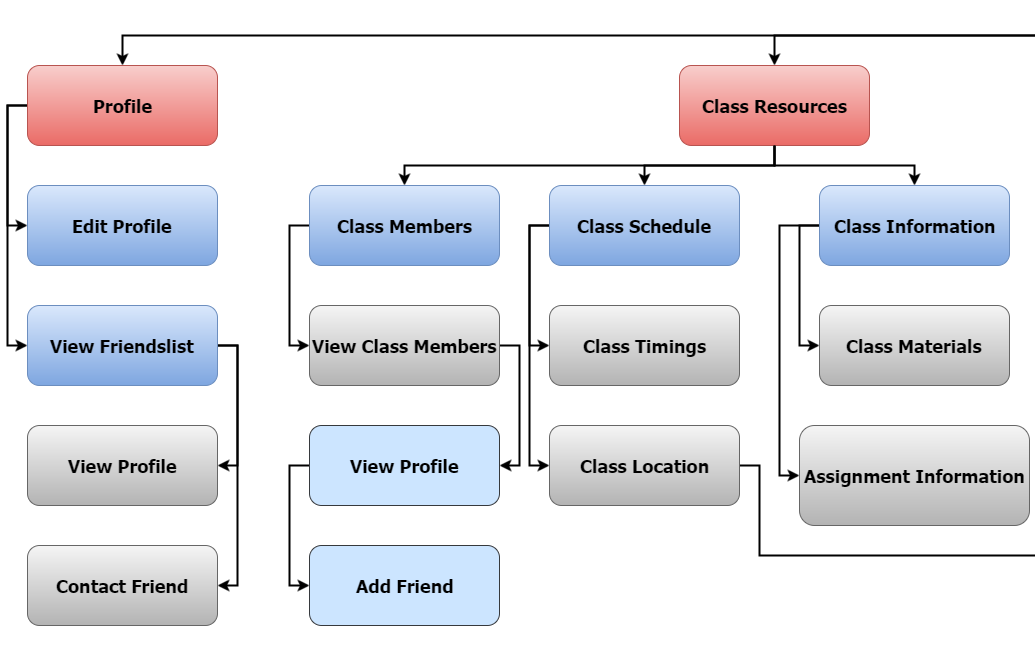 Profile
Class Resources
Edit Profile
Class Members
Class Schedule
Class Information
View Friendslist
View Class Members
Class Timings
Class Materials
View Profile
View Profile
Class Location
Assignment Information
Contact Friend
Add Friend